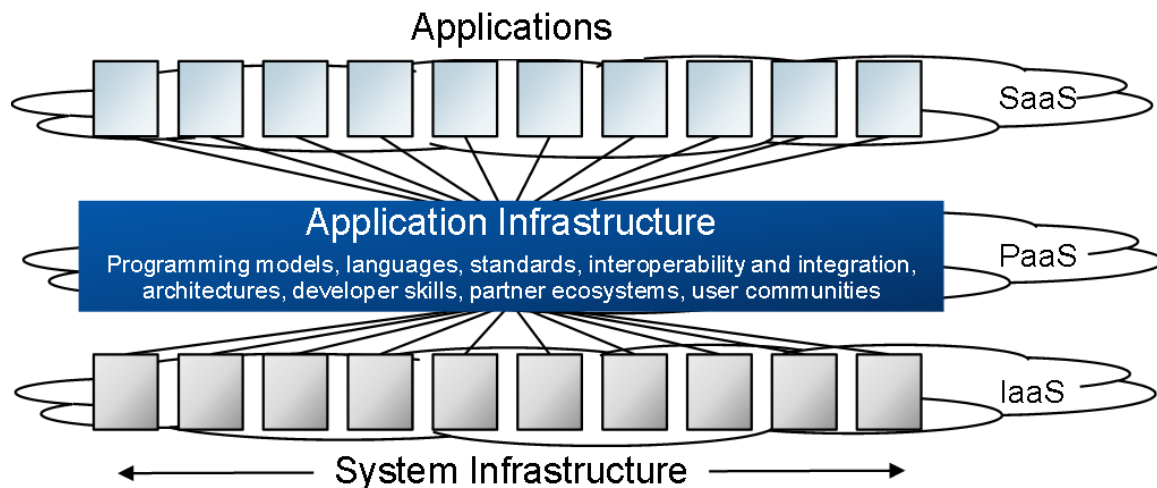 Applications
SaaS
Application Infrastructure
Programming models, languages, standards, interoperability and integration,
architectures, developer skills, partner ecosystems, user communities
PaaS
IaaS
System Infrastructure